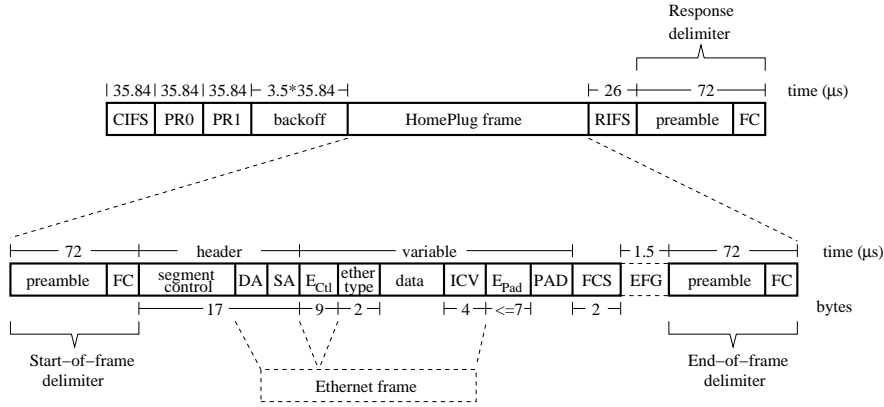 Response
delimiter
35.84 35.84 35.84 3.5*35.84 26 72 time (μs)
CIFS PR0 PR1 backoff HomePlug frame RIFS preamble FC
72 header variable 1.5 72 time (μs)
preamble FC segment control DA SA E_Ctl ether type data ICV E_Pad PAD FCS EFG preamble FC
17 9 2 4 <=7 2 bytes
Start-of-frame
delimiter
Ethernet frame
End-of-frame
delimiter